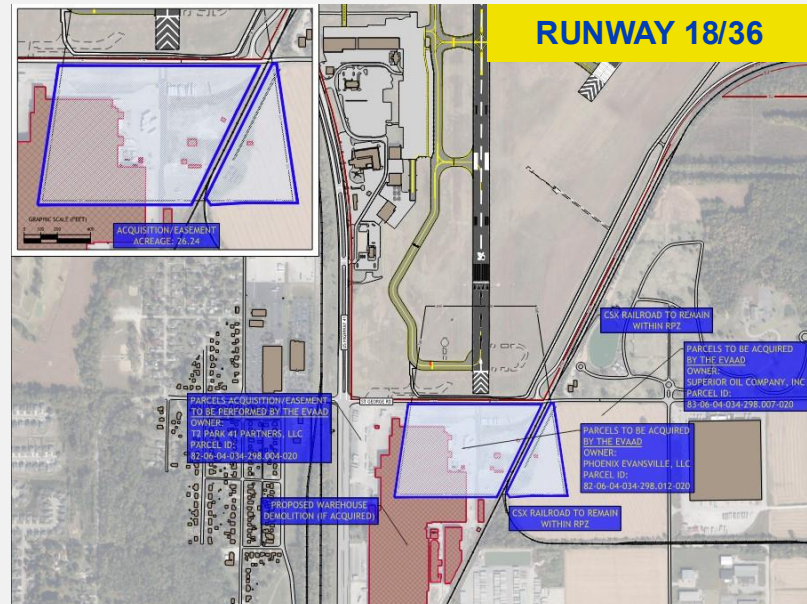 RUNWAY 18/36
GRAPHIC SCALE (FEET)
ACQUISITION/EASEMENT
ACREAGE: 26.24
36
CSX RAILROAD TO REMAIN
WITHIN RPZ
PARCELS TO BE ACQUIRED
BY THE EVAAD
OWNER:
SUPERIOR OIL COMPANY, INC
PARCEL ID:
83-06-04-034-298.007-020
ST GEORGE RD
PARCELS ACQUISITION/EASEMENT
TO BE PERFORMED BY THE EVAAD
OWNER:
T2 PARK 41 PARTNERS, LLC
PARCEL ID:
82-06-04-034-298.004-020
PARCELS TO BE ACQUIRED
BY THE EVAAD
OWNER:
PHOENIX EVANSVILLE, LLC
PARCEL ID:
82-06-04-034-298.012-020
PROPOSED WAREHOUSE
DEMOLITION (IF ACQUIRED)
CSX RAILROAD TO REMAIN
WITHIN RPZ